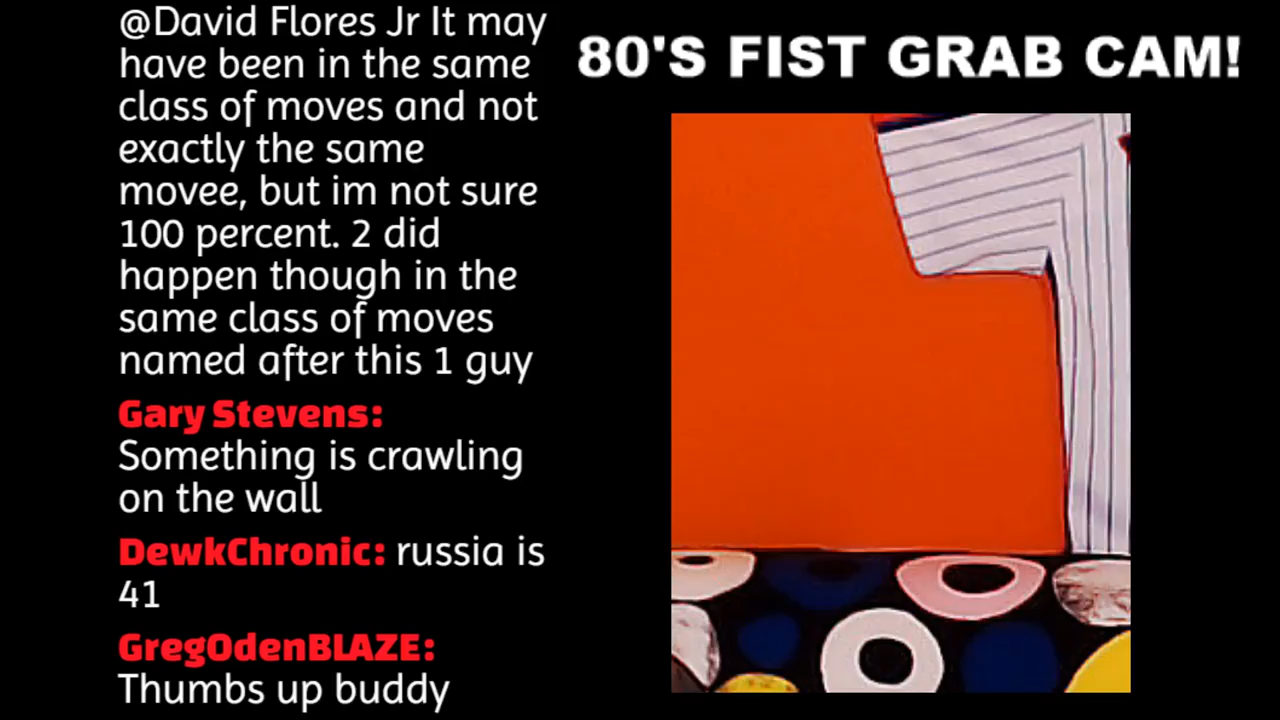 @David Flores Jr It may
have been in the same
class of moves and not
exactly the same
movee, but im not sure
100 percent. 2 did
happen though in the
same class of moves
named after this 1 guy
Gary Stevens:
Something is crawling
on the wall
DewkChronic: russia is
41
GregOdenBLAZE:
Thumbs up buddy
80'S FIST GRAB CAM!